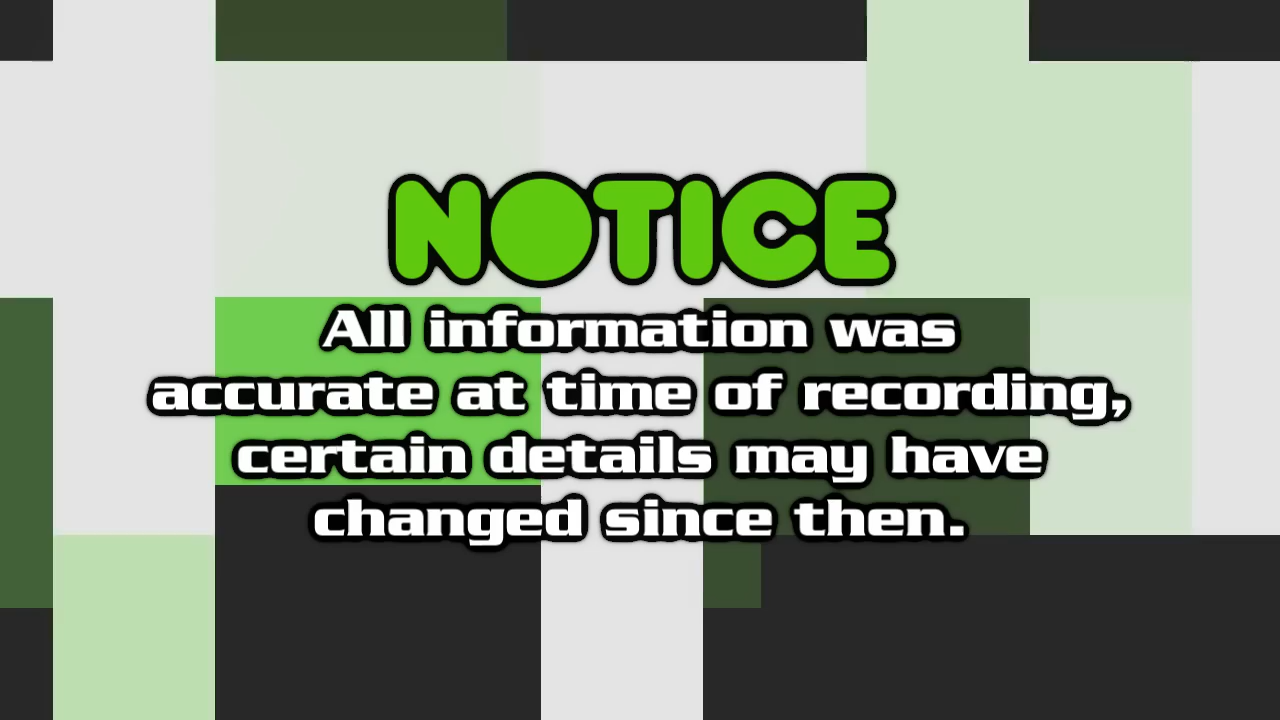 NOTICE
All information was
accurate at time of recording,
certain details may have
changed since then.